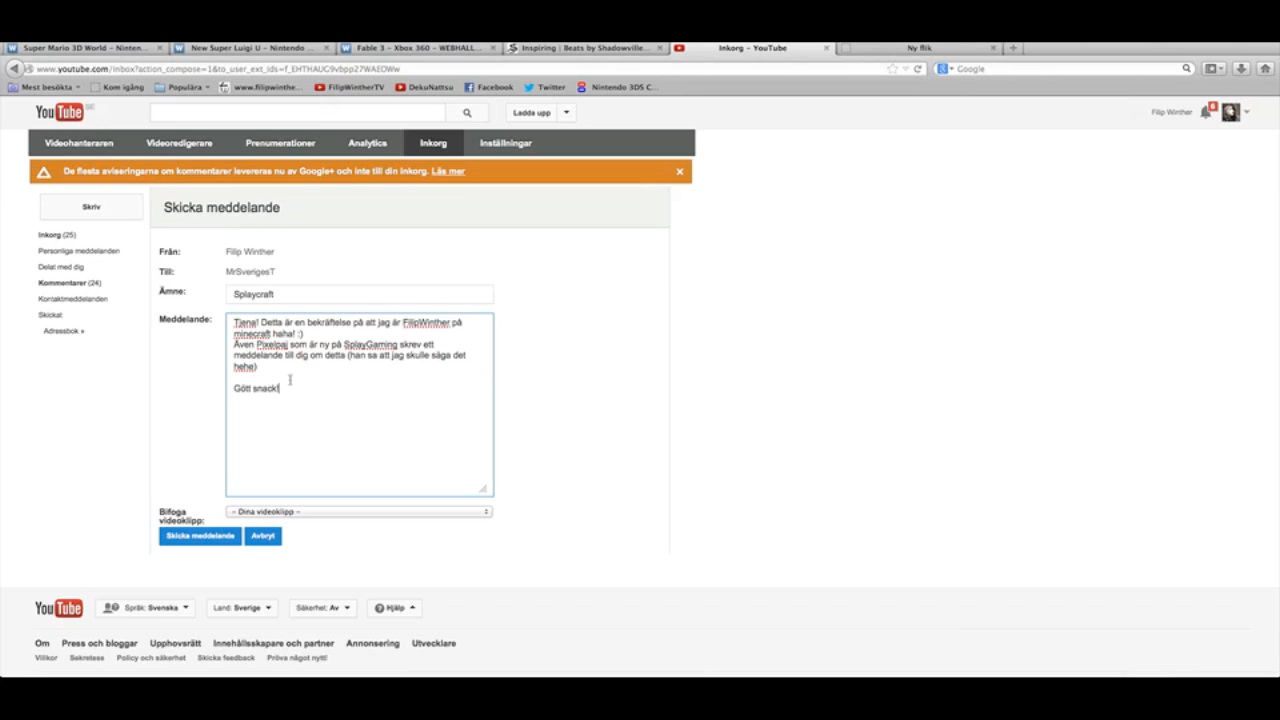 Super Mario 3D World – Ninten...
New Super Luigi U – Nintendo ...
Fable 3 – Xbox 360 – WEBHALL...
Inspiring | Beats by Shadowville...
Inkorg – YouTube
Ny flik
www.youtube.com/inbox?action_compose=1&to_user_ext_ids=f_EHTHAUG9vbpp27WAEOWw
Google
Mest besökta
Kom igång
Populära
www.filipwinthe...
FilipWintherTV
DekuNattsu
Facebook
Twitter
Nintendo 3DS C...
YouTube SE
Ladda upp
Filip Winther
Videohanteraren
Videoredigerare
Prenumerationer
Analytics
Inkorg
Inställningar
De flesta aviseringarna om kommentarer levereras nu av Google+ och inte till din inkorg. Läs mer
Skriv
Skicka meddelande
Inkorg (25)
Personliga meddelanden
Delat med dig
Kommentarer (24)
Kontaktmeddelanden
Skickat
Adressbok »
Från: Filip Winther
Till: MrSverigesT
Ämne: Splaycraft
Meddelande:
Tjena! Detta är en bekräftelse på att jag är FilipWinther på
minecraft haha! :)
Även Pixelpaj som är ny på SplayGaming skrev ett
meddelande till dig om detta (han sa att jag skulle säga det
hehe)
Gött snack!
Bifoga
videoklipp:
– Dina videoklipp –
Skicka meddelande
Avbryt
YouTube
Språk: Svenska
Land: Sverige
Säkerhet: Av
Hjälp
Om
Press och bloggar
Upphovsrätt
Innehållsskapare och partner
Annonsering
Utvecklare
Villkor
Sekretess
Policy och säkerhet
Skicka feedback
Pröva något nytt!